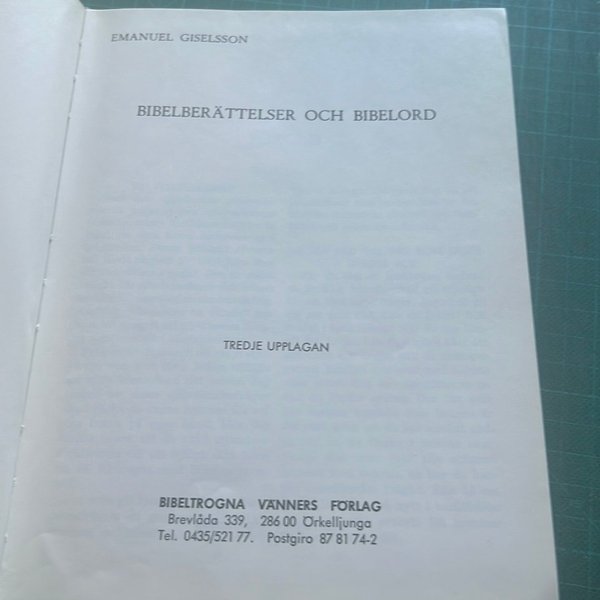 EMANUEL GISELSSON
BIBELBERÄTTELSER OCH BIBELORD
TREDJE UPPLAGAN
BIBELTROGNA VÄNNERS FÖRLAG
Brevlåda 339, 286 00 Örkelljunga
Tel. 0435/521 77. Postgiro 87 81 74-2